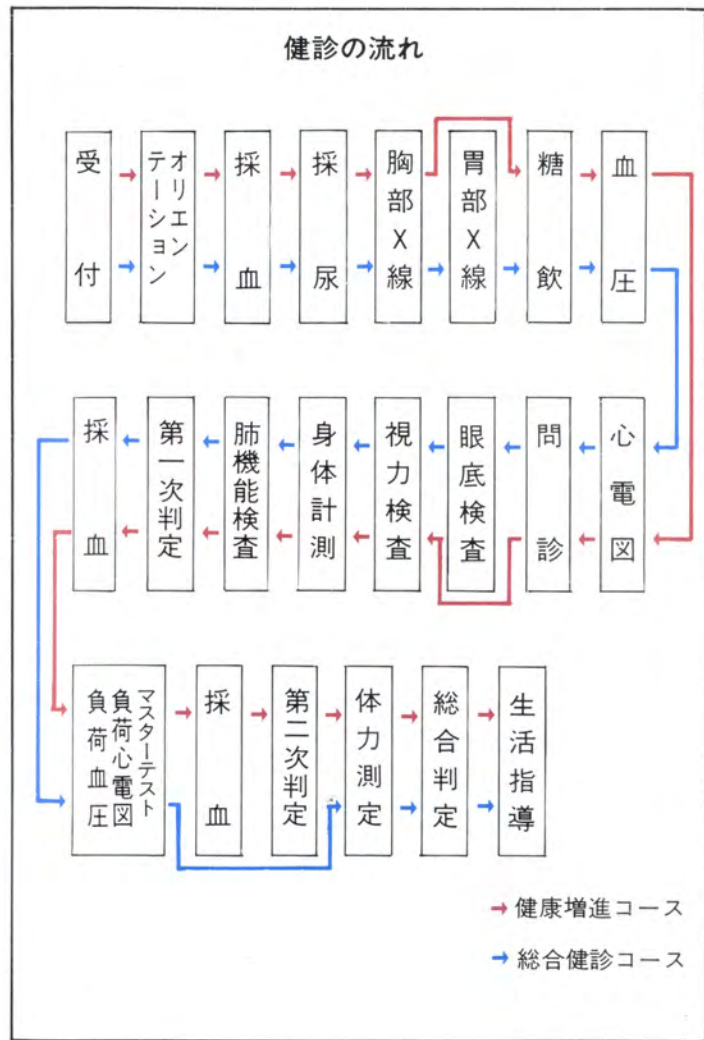 健診の流れ
受付
オリエンテーション
採血
採尿
胸部X線
胃部X線
糖飲
血圧
心電図
問診
眼底検査
視力検査
身体計測
肺機能検査
第一次判定
採血
マスターテスト
負荷心電図
負荷血圧
採血
第二次判定
体力測定
総合判定
生活指導
→健康増進コース
→総合健診コース